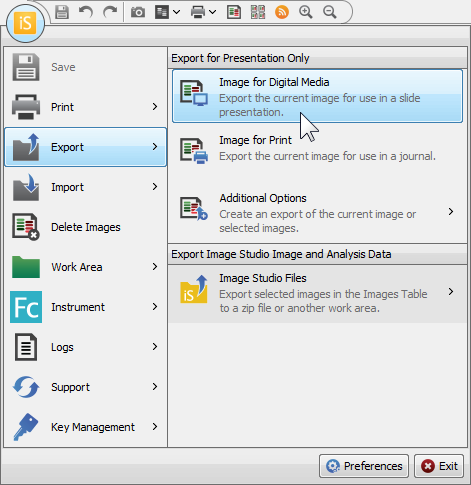 iS
Save
Print
Export
Import
Delete Images
Work Area
Fc
Instrument
Logs
Support
Key Management
Export for Presentation Only
Image for Digital Media
Export the current image for use in a slide
presentation.
Image for Print
Export the current image for use in a journal.
Additional Options
Create an export of the current image or
selected images.
Export Image Studio Image and Analysis Data
iS
Image Studio Files
Export selected images in the Images Table
to a zip file or another work area.
Preferences
Exit